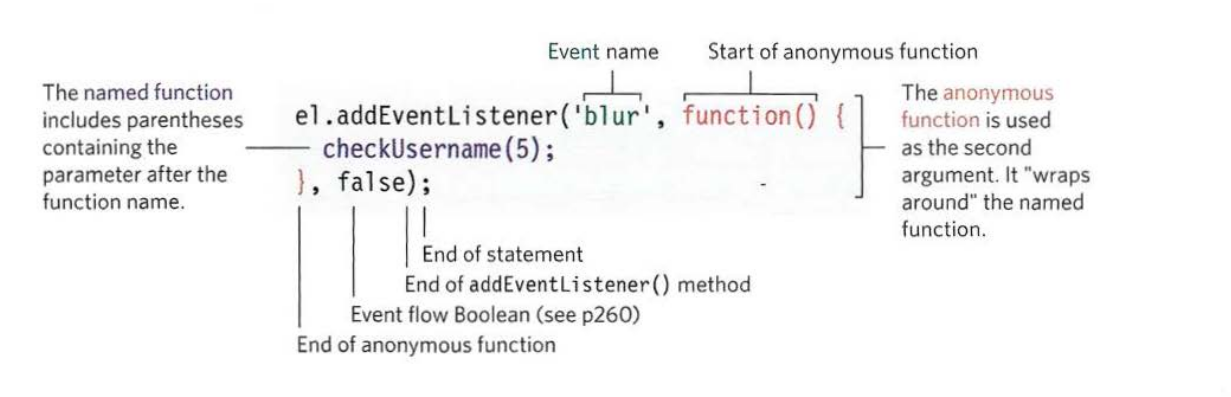 Event name
Start of anonymous function
The named function
includes parentheses
containing the
parameter after the
function name.
el.addEventListener('blur', function() {
checkUsername(5);
}, false);
The anonymous
function is used
as the second
argument. It "wraps
around" the named
function.
End of statement
End of addEventListener() method
Event flow Boolean (see p260)
End of anonymous function